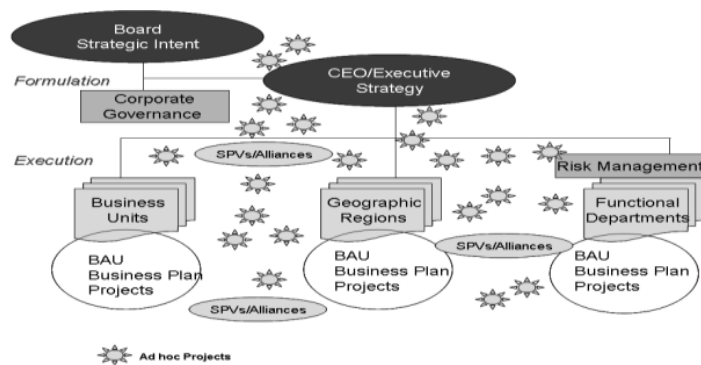 Board
Strategic Intent
Formulation
CEO/Executive
Strategy
Corporate
Governance
Execution
SPVs/Alliances
Risk Management
Business
Units
Geographic
Regions
Functional
Departments
SPVs/Alliances
BAU
Business Plan
Projects
BAU
Business Plan
Projects
BAU
Business Plan
Projects
SPVs/Alliances
Ad hoc Projects